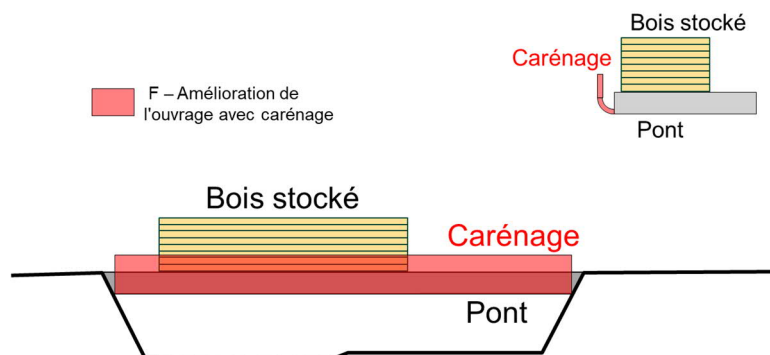 Bois stocké
Carénage
Pont
F – Amélioration de
l'ouvrage avec carénage
Bois stocké
Carénage
Pont